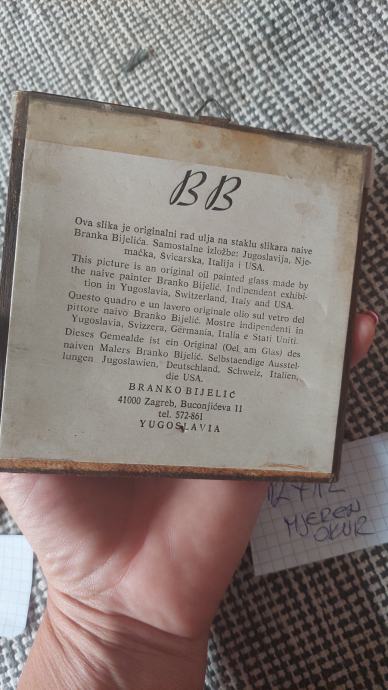 BB
Ova slika je originalni rad ulja na staklu slikara naive
Branka Bijelića. Samostalne izložbe: Jugoslavija, Nje-
mačka, Švicarska, Italija i USA.
This picture is an original oil painted glass made by
the naive painter Branko Bijelić. Indipendent exhibi-
tion in Yugoslavia, Switzerland, Italy and USA.
Questo quadro e un lavoro originale olio sul vetro del
pittore naivo Branko Bijelić. Mostre indipendenti in
Yugoslavia, Svizzera, Germania, Italia e Stati Uniti.
Dieses Gemealde ist ein Original (Oel am Glas) des
naiven Malers Branko Bijelić. Selbstaendige Ausstel-
lungen Jugoslawien, Deutschland, Schweiz, Italien,
die USA.
BRANKO BIJELIĆ
41000 Zagreb, Buconjićeva II
tel. 572-861
YUGOSLAVIA
MJEREN
OKVIR